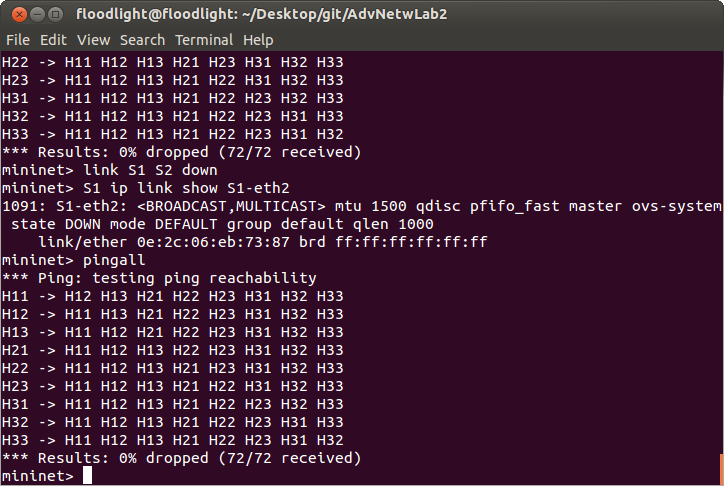 floodlight@floodlight: ~/Desktop/git/AdvNetwLab2
File Edit View Search Terminal Help
H22 -> H11 H12 H13 H21 H23 H31 H32 H33
H23 -> H11 H12 H13 H21 H22 H31 H32 H33
H31 -> H11 H12 H13 H21 H22 H23 H32 H33
H32 -> H11 H12 H13 H21 H22 H23 H31 H33
H33 -> H11 H12 H13 H21 H22 H23 H31 H32
*** Results: 0% dropped (72/72 received)
mininet> link S1 S2 down
mininet> S1 ip link show S1-eth2
1091: S1-eth2: <BROADCAST,MULTICAST> mtu 1500 qdisc pfifo_fast master ovs-system
 state DOWN mode DEFAULT group default qlen 1000
    link/ether 0e:2c:06:eb:73:87 brd ff:ff:ff:ff:ff:ff
mininet> pingall
*** Ping: testing ping reachability
H11 -> H12 H13 H21 H22 H23 H31 H32 H33
H12 -> H11 H13 H21 H22 H23 H31 H32 H33
H13 -> H11 H12 H21 H22 H23 H31 H32 H33
H21 -> H11 H12 H13 H22 H23 H31 H32 H33
H22 -> H11 H12 H13 H21 H23 H31 H32 H33
H23 -> H11 H12 H13 H21 H22 H31 H32 H33
H31 -> H11 H12 H13 H21 H22 H23 H32 H33
H32 -> H11 H12 H13 H21 H22 H23 H31 H33
H33 -> H11 H12 H13 H21 H22 H23 H31 H32
*** Results: 0% dropped (72/72 received)
mininet>